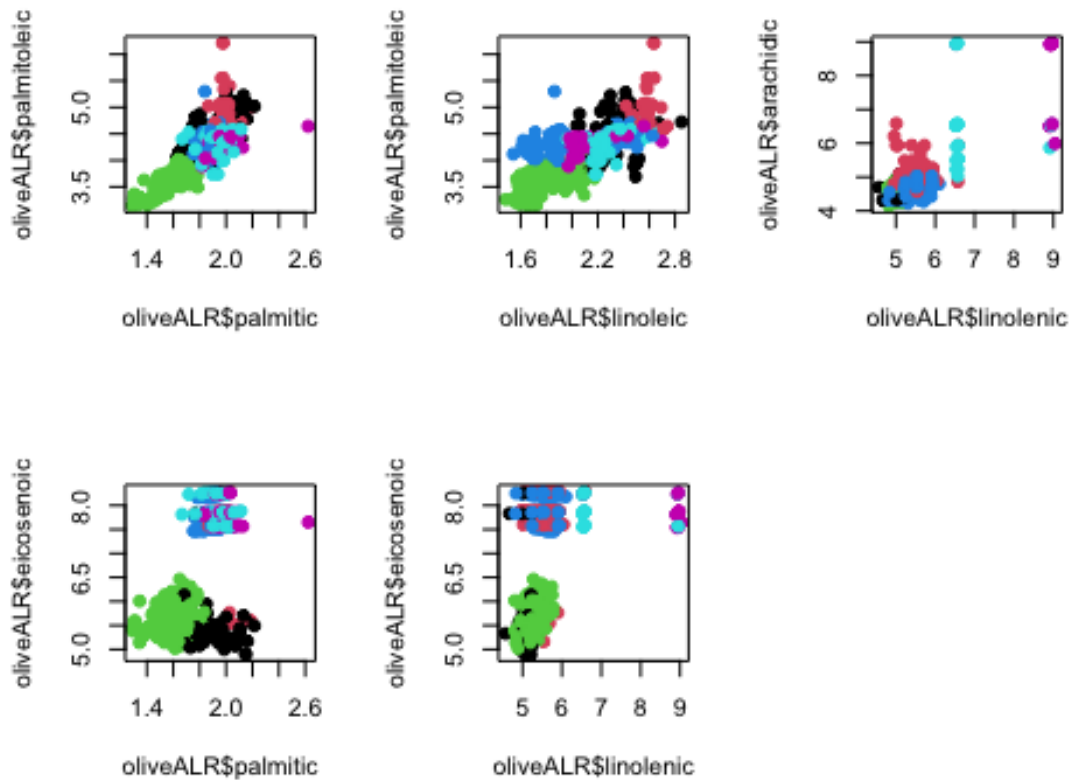 oliveALR$palmitoleic
3.5 5.0
1.4 2.0 2.6
oliveALR$palmitic
oliveALR$palmitoleic
3.5 5.0
1.6 2.2 2.8
oliveALR$linoleic
oliveALR$arachidic
4 6 8
5 6 7 8 9
oliveALR$linolenic
oliveALR$eicosenoic
5.0 6.5 8.0
1.4 2.0 2.6
oliveALR$palmitic
oliveALR$eicosenoic
5.0 6.5 8.0
5 6 7 8 9
oliveALR$linolenic